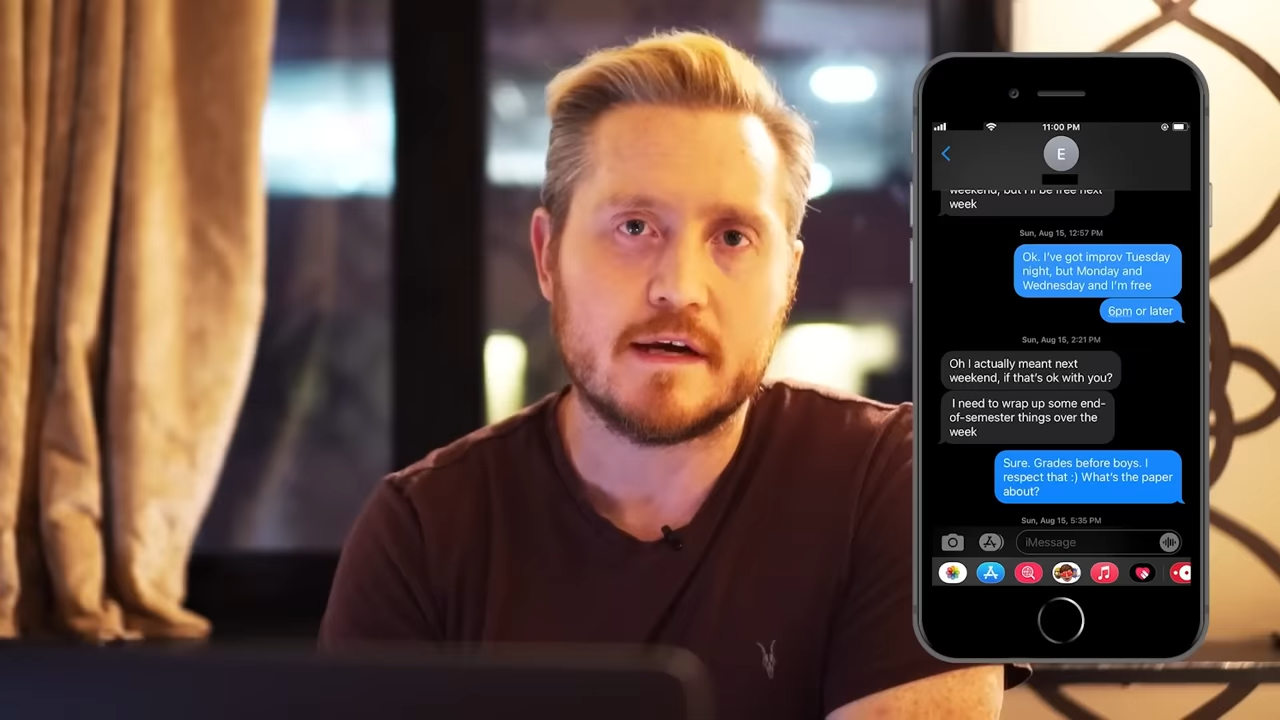 11:00 PM
E
weekend, but I'll be free next
week
Sun, Aug 15, 12:57 PM
Ok. I've got improv Tuesday
night, but Monday and
Wednesday and I'm free
6pm or later
Sun, Aug 15, 2:21 PM
Oh I actually meant next
weekend, if that's ok with you?
I need to wrap up some end-
of-semester things over the
week
Sure. Grades before boys. I
respect that :) What's the paper
about?
Sun, Aug 15, 5:35 PM
iMessage